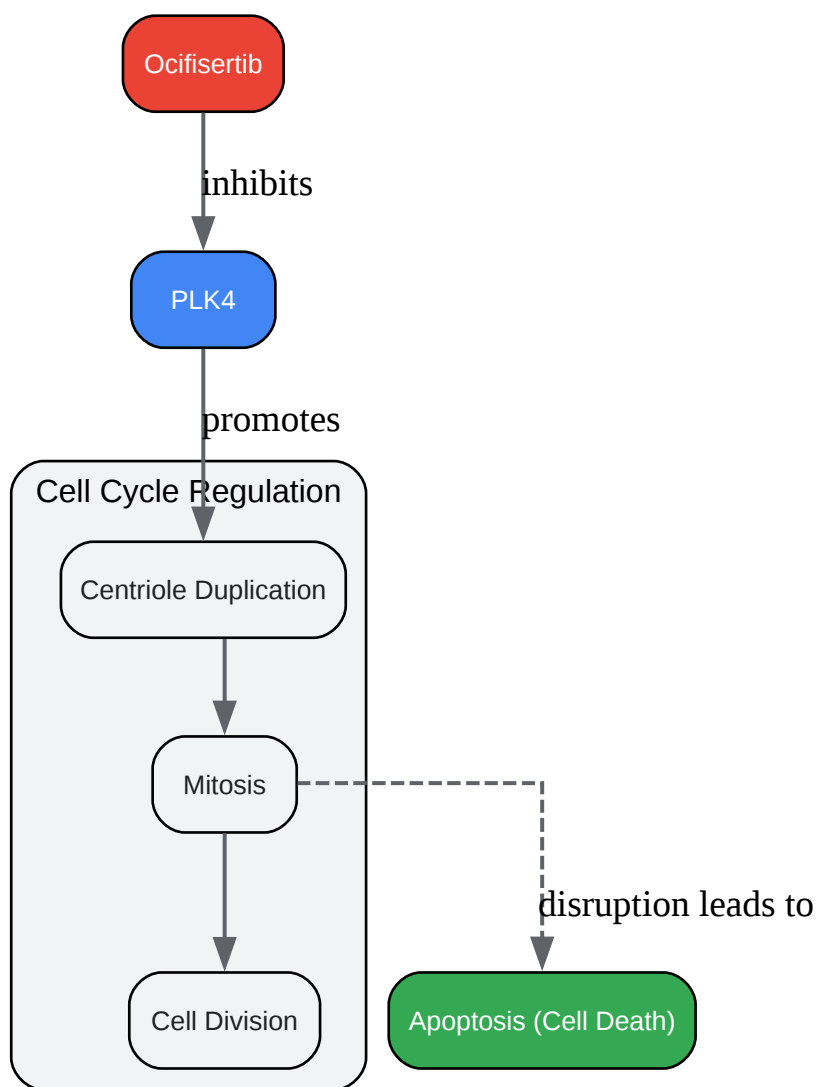 Ocifisertib
inhibits
PLK4
promotes
Cell Cycle Regulation
Centriole Duplication
Mitosis
disruption leads to
Cell Division
Apoptosis (Cell Death)